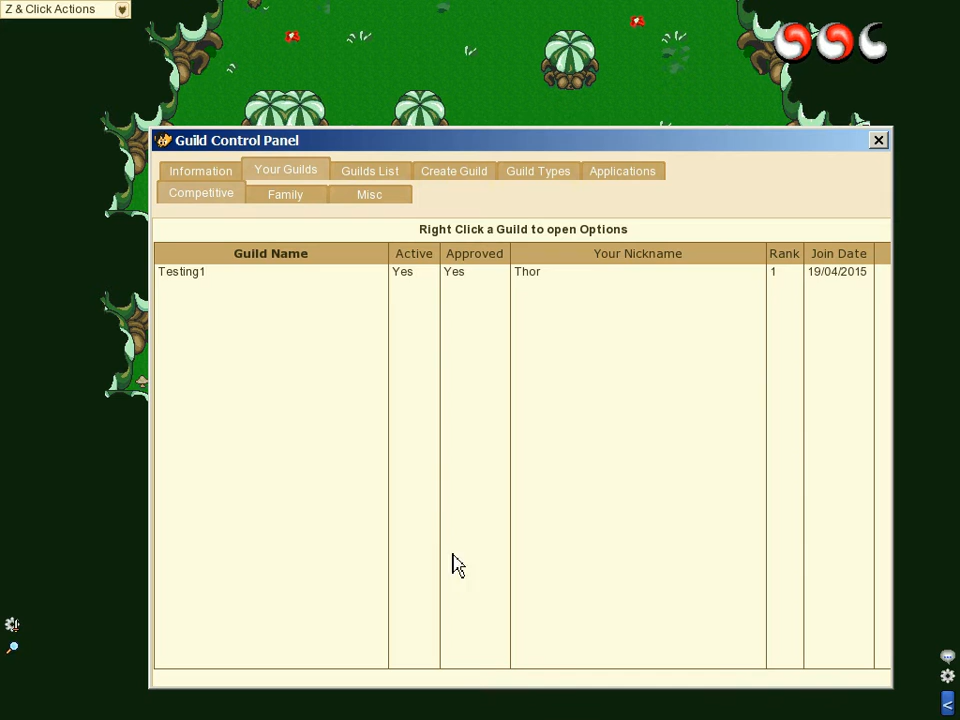 Z & Click Actions
Guild Control Panel
Information Your Guilds Guilds List Create Guild Guild Types Applications
Competitive Family Misc
Right Click a Guild to open Options
Guild Name Active Approved Your Nickname Rank Join Date
Testing1 Yes Yes Thor 1 19/04/2015